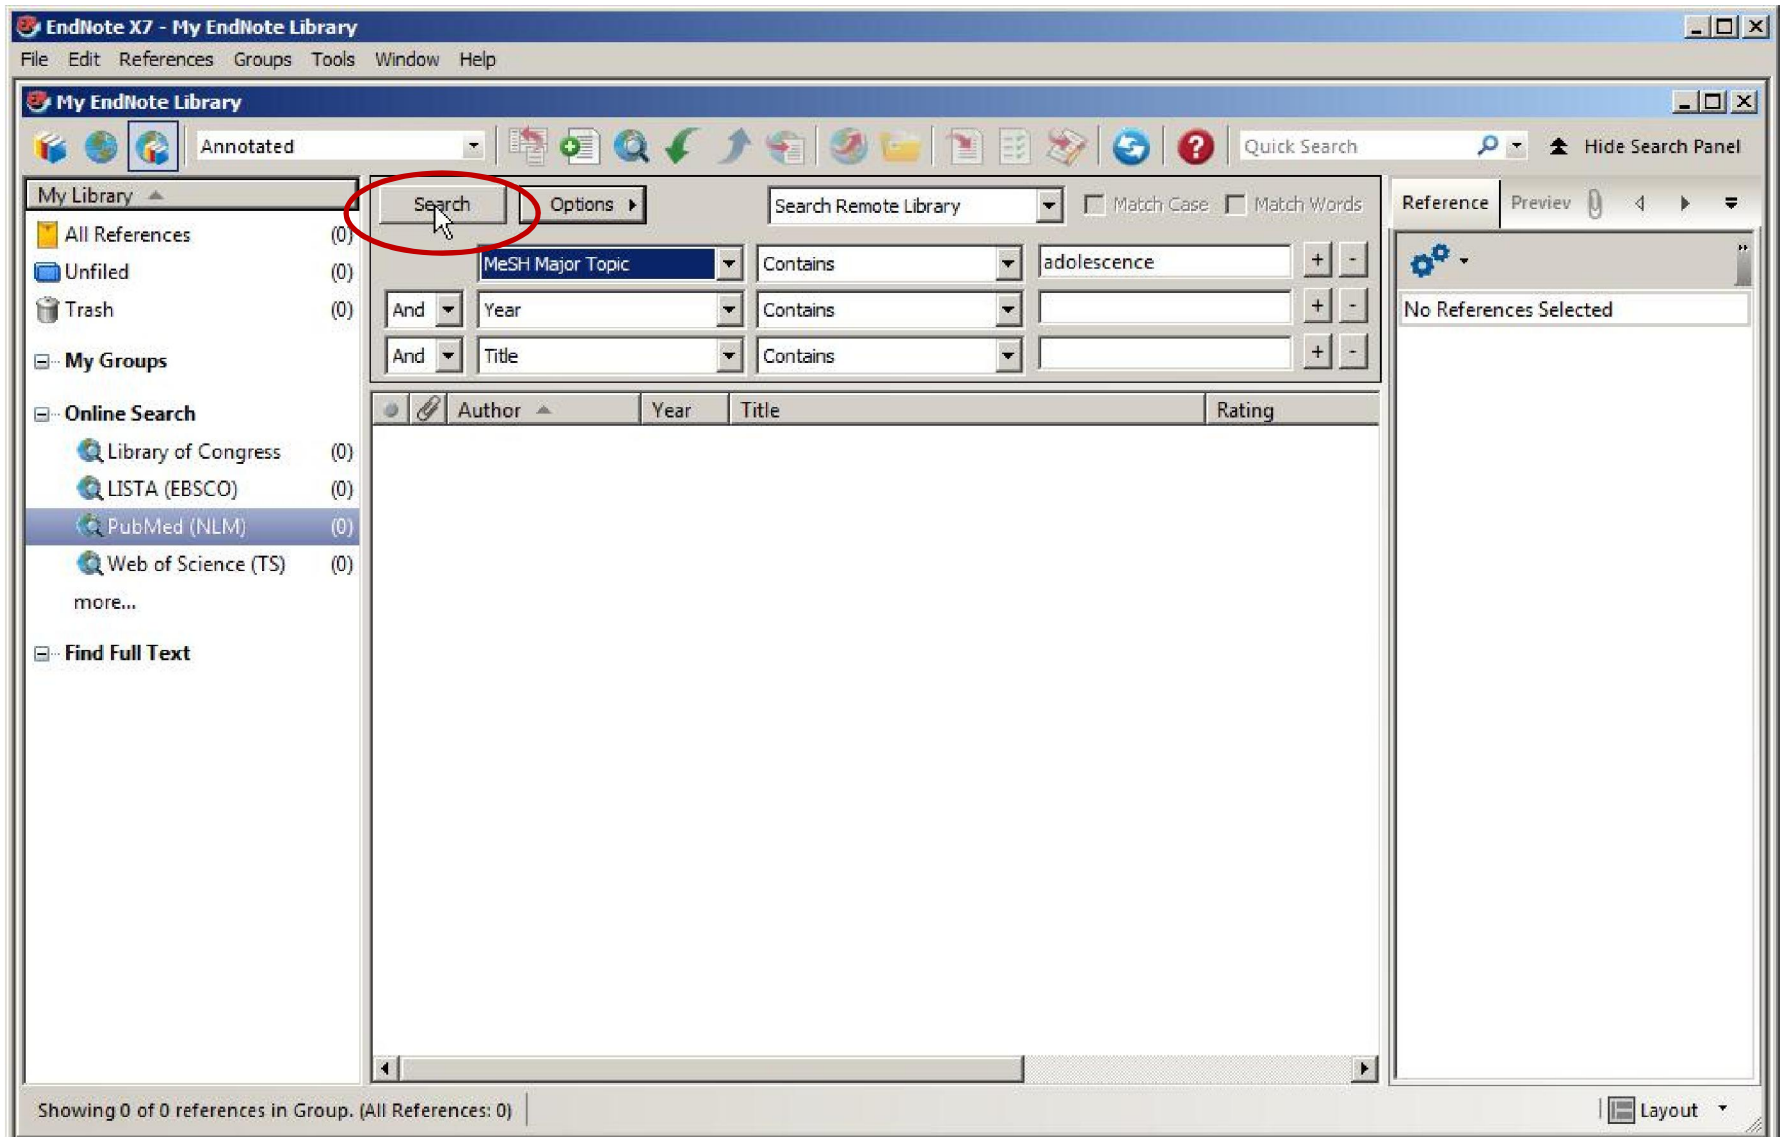 EndNote X7 - My EndNote Library
File Edit References Groups Tools Window Help
My EndNote Library
Annotated
Quick Search
Hide Search Panel
My Library
All References (0)
Unfiled (0)
Trash (0)
My Groups
Online Search
Library of Congress (0)
LISTA (EBSCO) (0)
PubMed (NLM) (0)
Web of Science (TS) (0)
more...
Find Full Text
Search Options Search Remote Library Match Case Match Words
MeSH Major Topic Contains adolescence + -
And Year Contains + -
And Title Contains + -
Author Year Title Rating
Reference Previev
No References Selected
Showing 0 of 0 references in Group. (All References: 0)
Layout